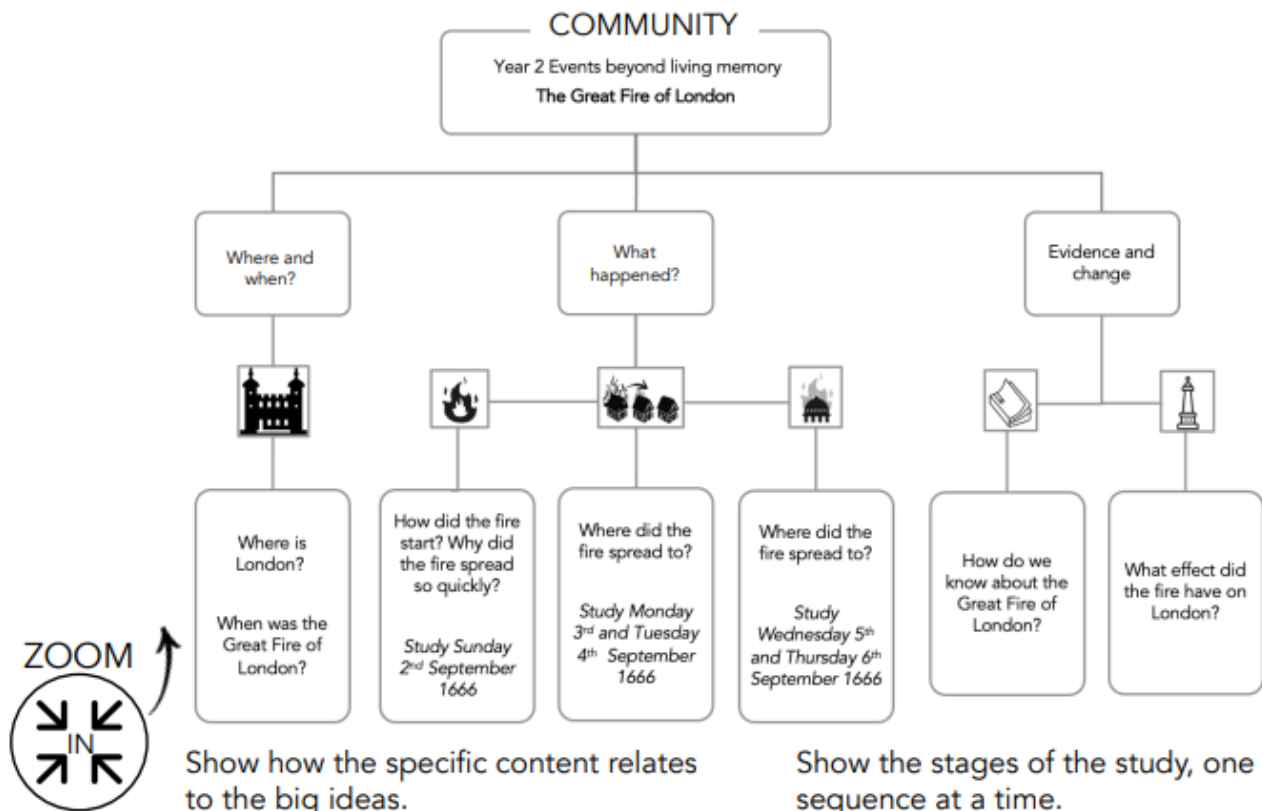 COMMUNITY
Year 2 Events beyond living memory
The Great Fire of London
Where and
when?
What
happened?
Evidence and
change
Where is
London?
When was the
Great Fire of
London?
How did the fire
start? Why did
the fire spread
so quickly?
Study Sunday
2nd September
1666
Where did the
fire spread to?
Study Monday
3rd and Tuesday
4th September
1666
Where did the
fire spread to?
Study
Wednesday 5th
and Thursday 6th
September 1666
How do we
know about the
Great Fire of
London?
What effect did
the fire have on
London?
ZOOM
IN
Show how the specific content relates
to the big ideas.
Show the stages of the study, one
sequence at a time.